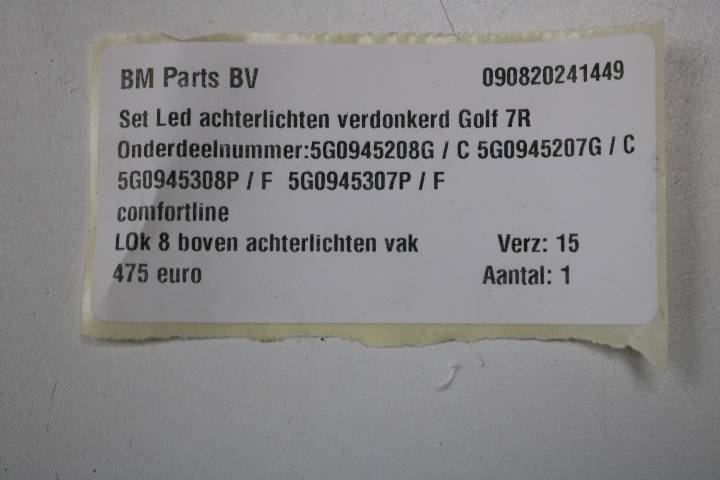 BM Parts BV 090820241449
Set Led achterlichten verdonkerd Golf 7R
Onderdeelnummer:5G0945208G / C 5G0945207G / C
5G0945308P / F 5G0945307P / F
comfortline
LOk 8 boven achterlichten vak Verz: 15
475 euro Aantal: 1